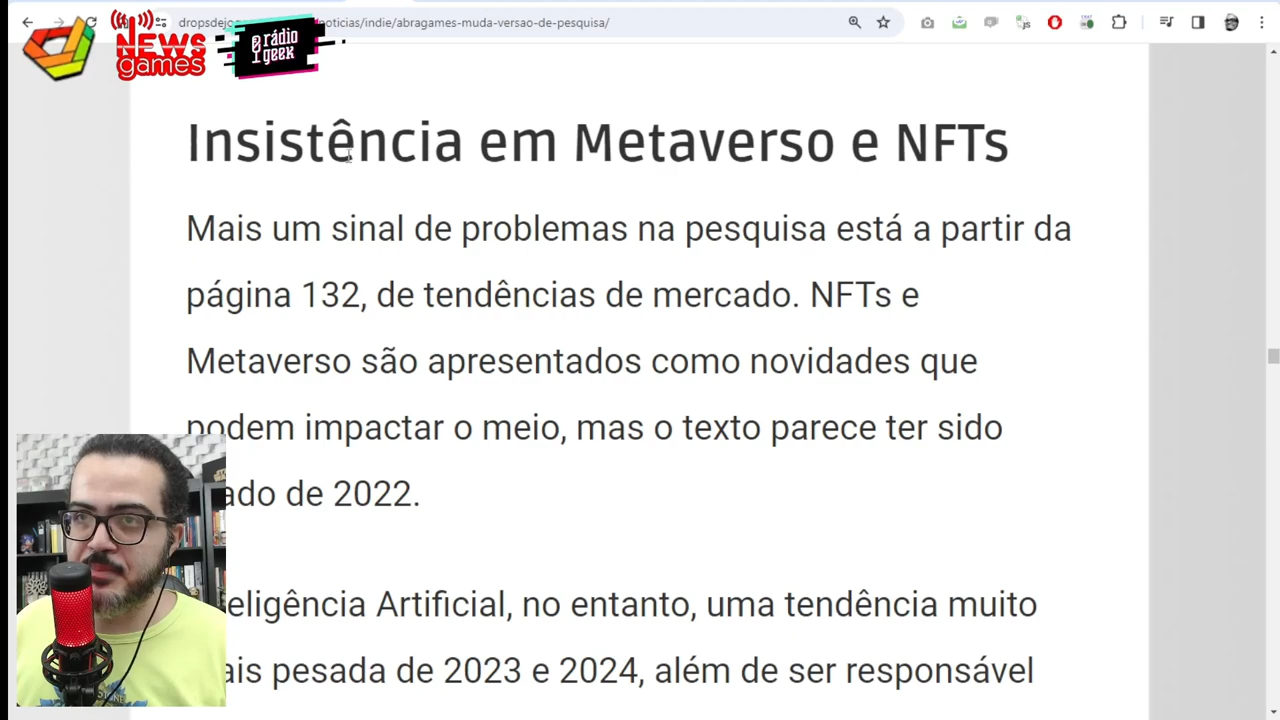 dropsdejo
noticias/indie/abragames-muda-versao-de-pesquisa/
NEWS
games
rádio
geek
Insistência em Metaverso e NFTs
Mais um sinal de problemas na pesquisa está a partir da
página 132, de tendências de mercado. NFTs e
Metaverso são apresentados como novidades que
podem impactar o meio, mas o texto parece ter sido
ado de 2022.
eligência Artificial, no entanto, uma tendência muito
ais pesada de 2023 e 2024, além de ser responsável